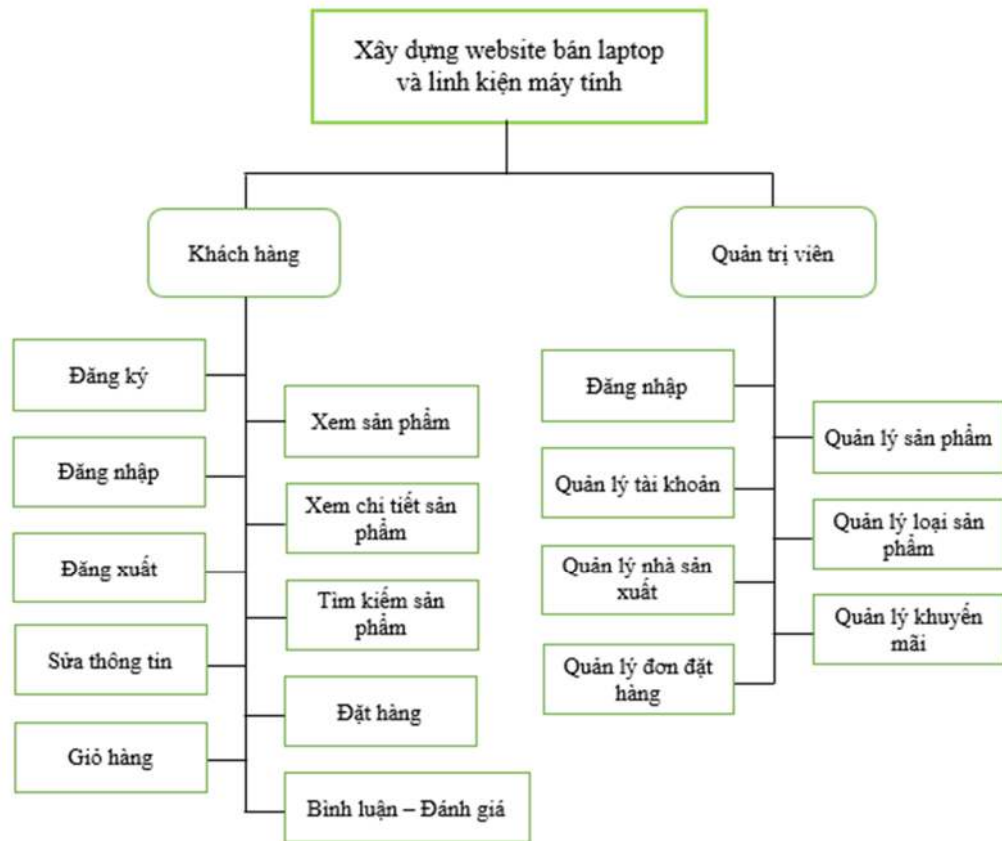 Xây dựng website bán laptop
và linh kiện máy tính
Khách hàng
Quản trị viên
Đăng ký
Xem sản phẩm
Đăng nhập
Xem chi tiết sản
phẩm
Đăng xuất
Tìm kiếm sản
phẩm
Sửa thông tin
Đặt hàng
Giỏ hàng
Bình luận – Đánh giá
Đăng nhập
Quản lý sản phẩm
Quản lý tài khoản
Quản lý loại sản
phẩm
Quản lý nhà sản
xuất
Quản lý khuyến
mãi
Quản lý đơn đặt
hàng